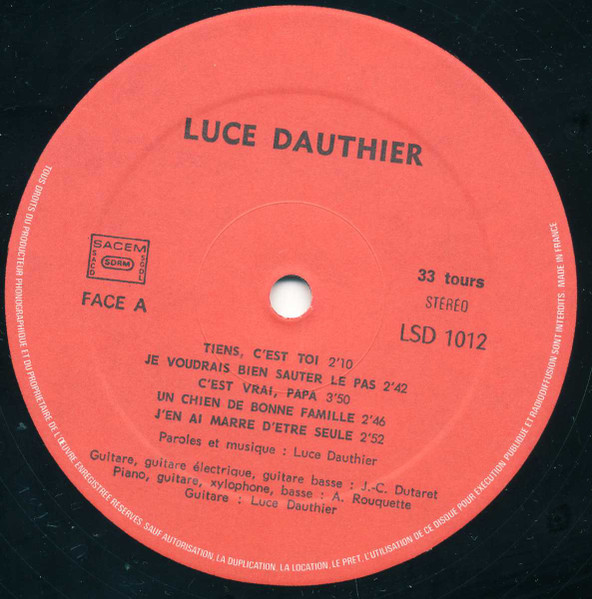 LUCE DAUTHIER
SACEM
SACD
SDRM
SGDL
FACE A
33 tours
STEREO
LSD 1012
TIENS, C'EST TOI 2'10
JE VOUDRAIS BIEN SAUTER LE PAS 2'42
C'EST VRAI, PAPA 3'50
UN CHIEN DE BONNE FAMILLE 2'46
J'EN AI MARRE D'ETRE SEULE 2'52
Paroles et musique : Luce Dauthier
Guitare, guitare électrique, guitare basse : J.-C. Dutaret
Piano, guitare, xylophone, basse : A. Rouquette
Guitare : Luce Dauthier
TOUS DROITS DU PRODUCTEUR PHONOGRAPHIQUE ET DU PROPRIETAIRE DE L'ŒUVRE ENREGISTREE RESERVES SAUF AUTORISATION, LA DUPLICATION, LA LOCATION, LE PRET, L'UTILISATION DE CE DISQUE POUR EXECUTION PUBLIQUE ET RADIODIFFUSION SONT INTERDITS. MADE IN FRANCE